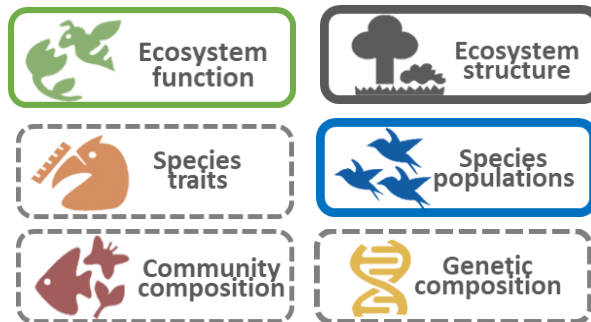 Ecosystem
function
Ecosystem
structure
Species
traits
Species
populations
Community
composition
Genetic
composition